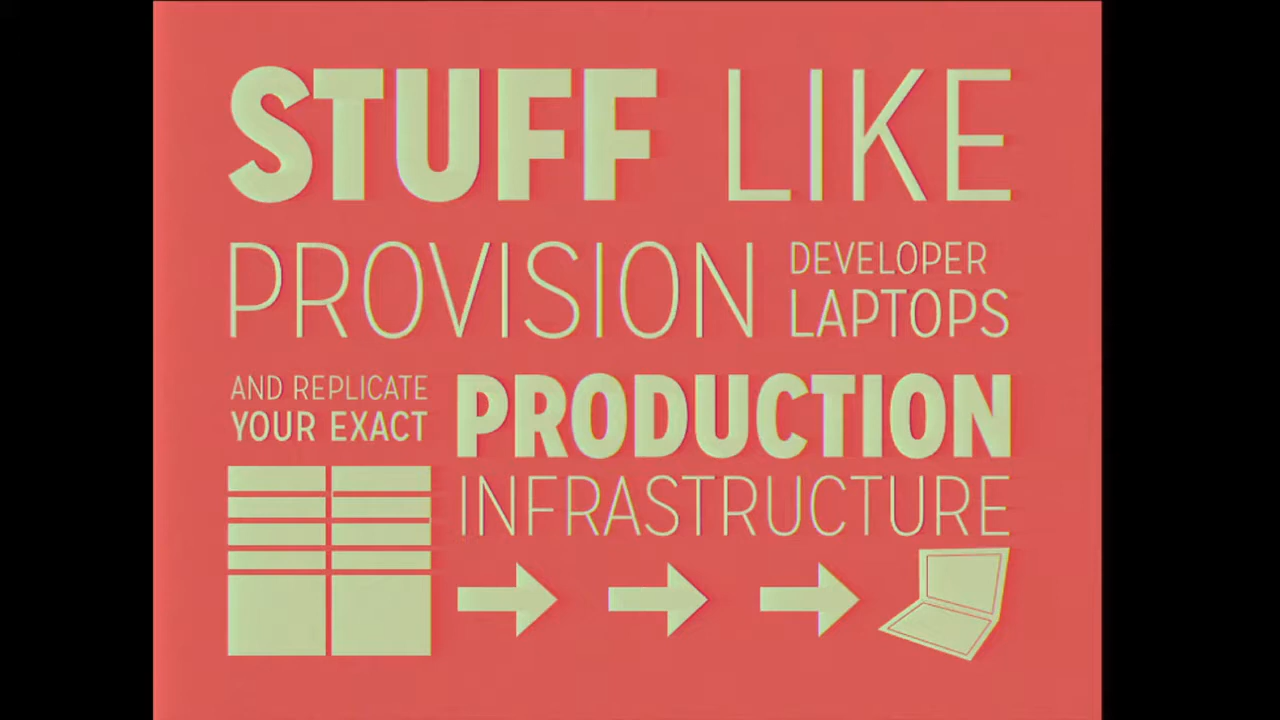 STUFF LIKE
PROVISION DEVELOPER
LAPTOPS
AND REPLICATE
YOUR EXACT
PRODUCTION
INFRASTRUCTURE